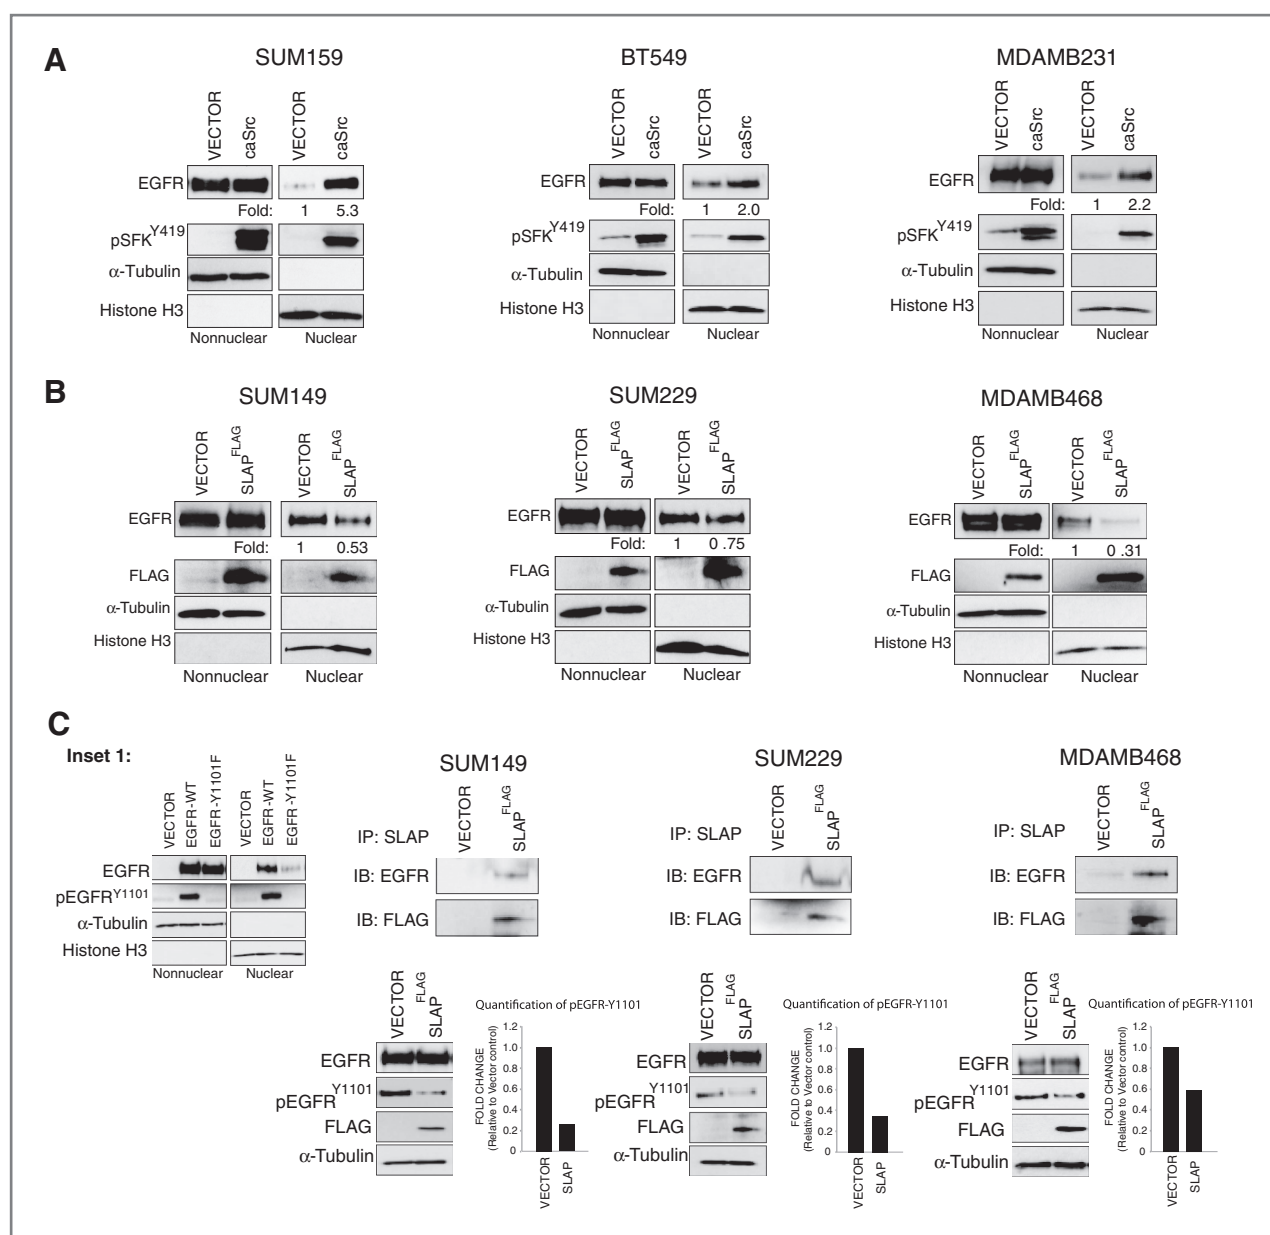 A
SUM159
BT549
MDAMB231
VECTOR
caSrc
VECTOR
caSrc
VECTOR
caSrc
VECTOR
caSrc
VECTOR
caSrc
VECTOR
caSrc
EGFR
EGFR
EGFR
Fold: 1 5.3
Fold: 1 2.0
Fold: 1 2.2
pSFK Y419
pSFK Y419
pSFK Y419
α-Tubulin
α-Tubulin
α-Tubulin
Histone H3
Histone H3
Histone H3
Nonnuclear Nuclear
Nonnuclear Nuclear
Nonnuclear Nuclear
B
SUM149
SUM229
MDAMB468
VECTOR
SLAP FLAG
VECTOR
SLAP FLAG
VECTOR
SLAP FLAG
VECTOR
SLAP FLAG
VECTOR
SLAP FLAG
VECTOR
SLAP FLAG
EGFR
EGFR
EGFR
Fold: 1 0.53
Fold: 1 0 .75
Fold: 1 0 .31
FLAG
FLAG
FLAG
α-Tubulin
α-Tubulin
α-Tubulin
Histone H3
Histone H3
Histone H3
Nonnuclear Nuclear
Nonnuclear Nuclear
Nonnuclear Nuclear
C
Inset 1:
VECTOR
EGFR-WT
EGFR-Y1101F
VECTOR
EGFR-WT
EGFR-Y1101F
EGFR
pEGFR Y1101
α-Tubulin
Histone H3
Nonnuclear Nuclear
SUM149
SUM229
MDAMB468
VECTOR
SLAP FLAG
VECTOR
SLAP FLAG
VECTOR
SLAP FLAG
IP: SLAP
IP: SLAP
IP: SLAP
IB: EGFR
IB: EGFR
IB: EGFR
IB: FLAG
IB: FLAG
IB: FLAG
VECTOR
SLAP FLAG
EGFR
pEGFR Y1101
FLAG
α-Tubulin
Quantification of pEGFR-Y1101
FOLD CHANGE
(Relative to Vector control)
1.2
1.0
0.8
0.6
0.4
0.2
0
VECTOR
SLAP
VECTOR
SLAP FLAG
EGFR
pEGFR Y1101
FLAG
α-Tubulin
Quantification of pEGFR-Y1101
FOLD CHANGE
(Relative to Vector control)
1.2
1.0
0.8
0.6
0.4
0.2
0
VECTOR
SLAP
VECTOR
SLAP FLAG
EGFR
pEGFR Y1101
FLAG
α-Tubulin
Quantification of pEGFR-Y1101
FOLD CHANGE
(Relative to Vector control)
1.2
1.0
0.8
0.6
0.4
0.2
0
VECTOR
SLAP